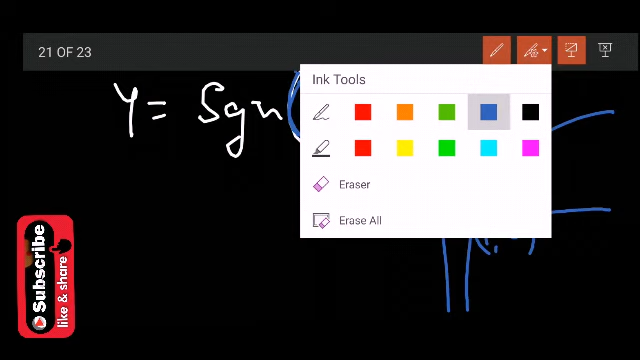 21 OF 23
Ink Tools
Y = Sgn
Eraser
Erase All
Subscribe
like & share